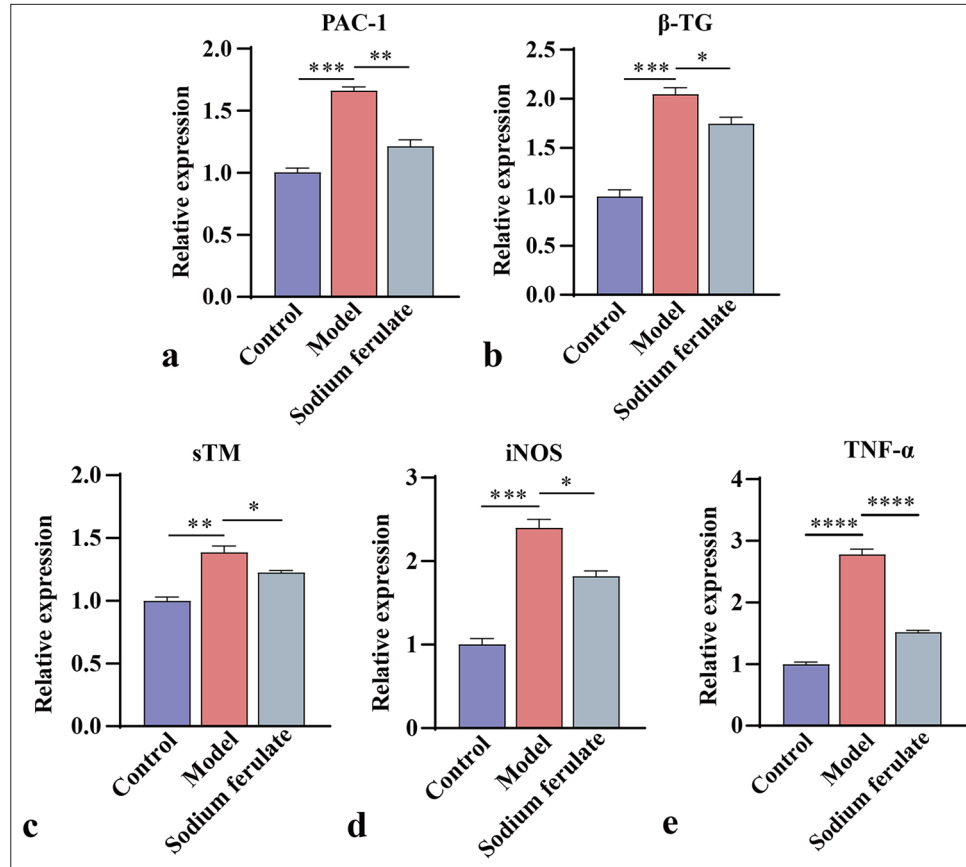 PAC-1
Relative expression
2.0
1.5
1.0
0.5
0.0
***
**
Control
Model
Sodium ferulate
a
β-TG
Relative expression
2.5
2.0
1.5
1.0
0.5
0.0
***
*
Control
Model
Sodium ferulate
b
sTM
Relative expression
2.0
1.5
1.0
0.5
0.0
**
*
Control
Model
Sodium ferulate
c
iNOS
Relative expression
3
2
1
0
***
*
Control
Model
Sodium ferulate
d
TNF-α
Relative expression
4
3
2
1
0
****
****
Control
Model
Sodium ferulate
e